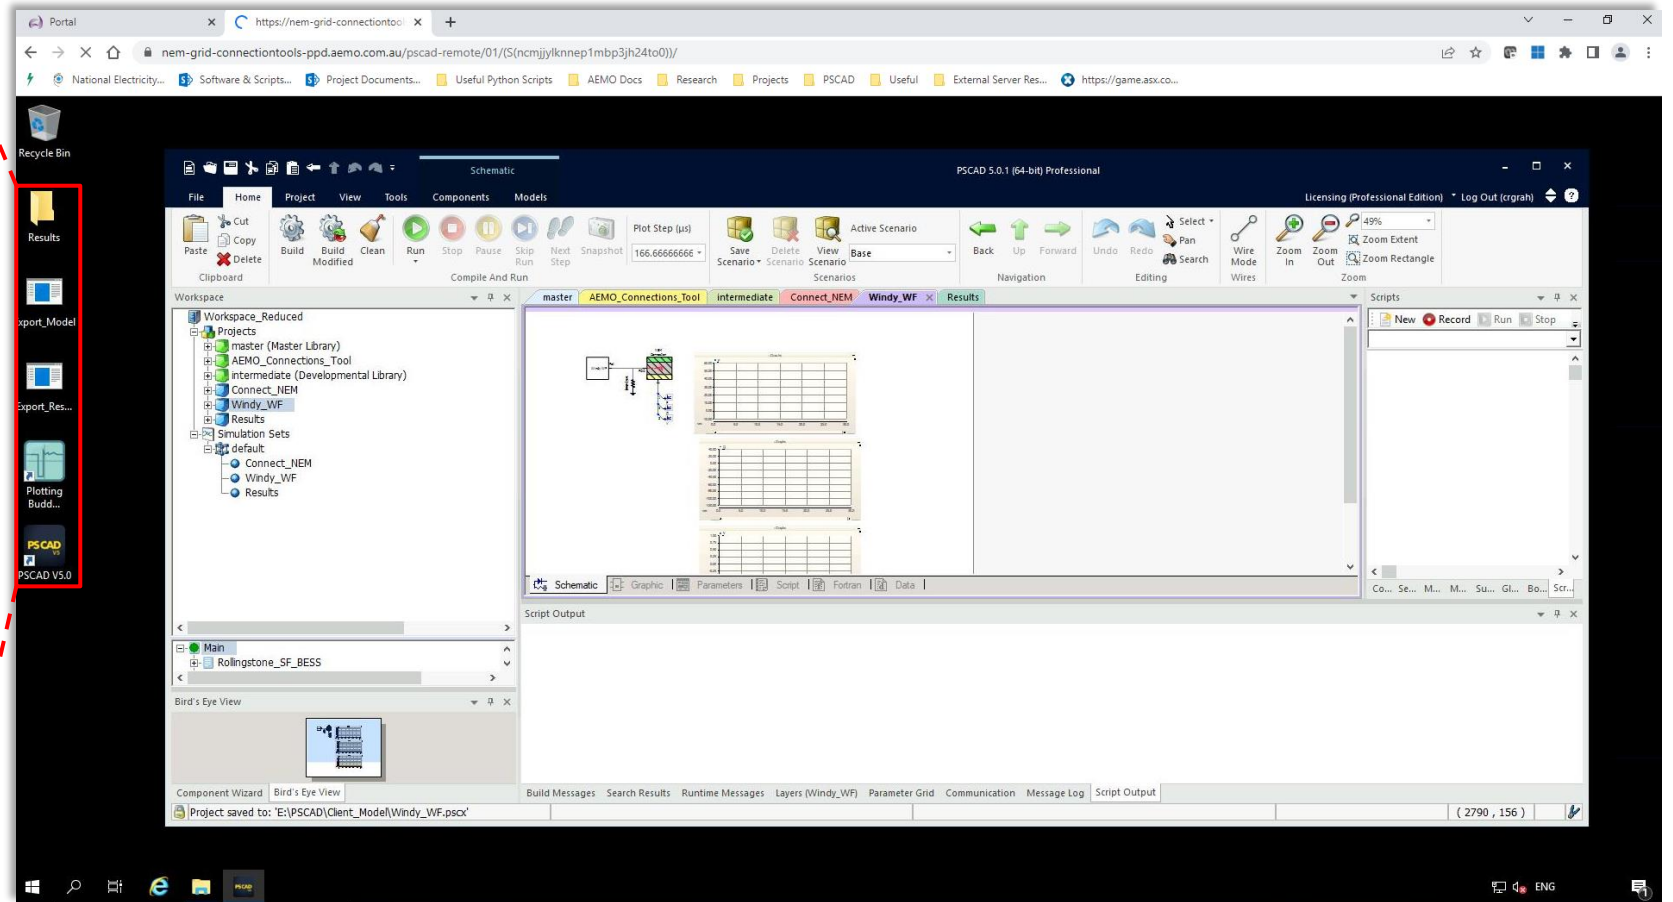 Portal
https://nem-grid-connectiontoo
nem-grid-connectiontools-ppd.aemo.com.au/pscad-remote/01/(S(ncmjjylknnep1mbp3jh24to0))/
National Electricity... Software & Scripts... Project Documents... Useful Python Scripts AEMO Docs Research Projects PSCAD Useful External Server Res... https://game.asx.co...
Recycle Bin
Results
xport_Model
Export_Res...
Plotting
Budd...
PSCAD
V5
PSCAD V5.0
Schematic
PSCAD 5.0.1 (64-bit) Professional
File Home Project View Tools Components Models
Licensing (Professional Edition) Log Out (crgrah)
Paste
Cut
Copy
Delete
Clipboard
Build
Build Modified
Clean
Run
Stop
Pause
Skip Run
Next Step
Snapshot
Plot Step (µs)
166.66666666
Compile And Run
Save Scenario
Delete Scenario
View Scenario
Active Scenario
Base
Scenarios
Back
Up
Forward
Navigation
Undo
Redo
Select
Pan
Search
Editing
Wire Mode
Wires
Zoom In
Zoom Out
49%
Zoom Extent
Zoom Rectangle
Zoom
Workspace
Workspace_Reduced
Projects
master (Master Library)
AEMO_Connections_Tool
intermediate (Developmental Library)
Connect_NEM
Windy_WF
Results
Simulation Sets
default
Connect_NEM
Windy_WF
Results
Main
Rollingstone_SF_BESS
Bird's Eye View
Component Wizard Bird's Eye View
master AEMO_Connections_Tool intermediate Connect_NEM Windy_WF Results
Schematic Graphic Parameters Script Fortran Data
Scripts
New Record Run Stop
Co... Se... M... M... Su... Gl... Bo... Scr...
Script Output
Build Messages Search Results Runtime Messages Layers (Windy_WF) Parameter Grid Communication Message Log Script Output
Project saved to: 'E:\PSCAD\Client_Model\Windy_WF.pscx'
( 2790 , 156 )
PSCAD
ENG
1